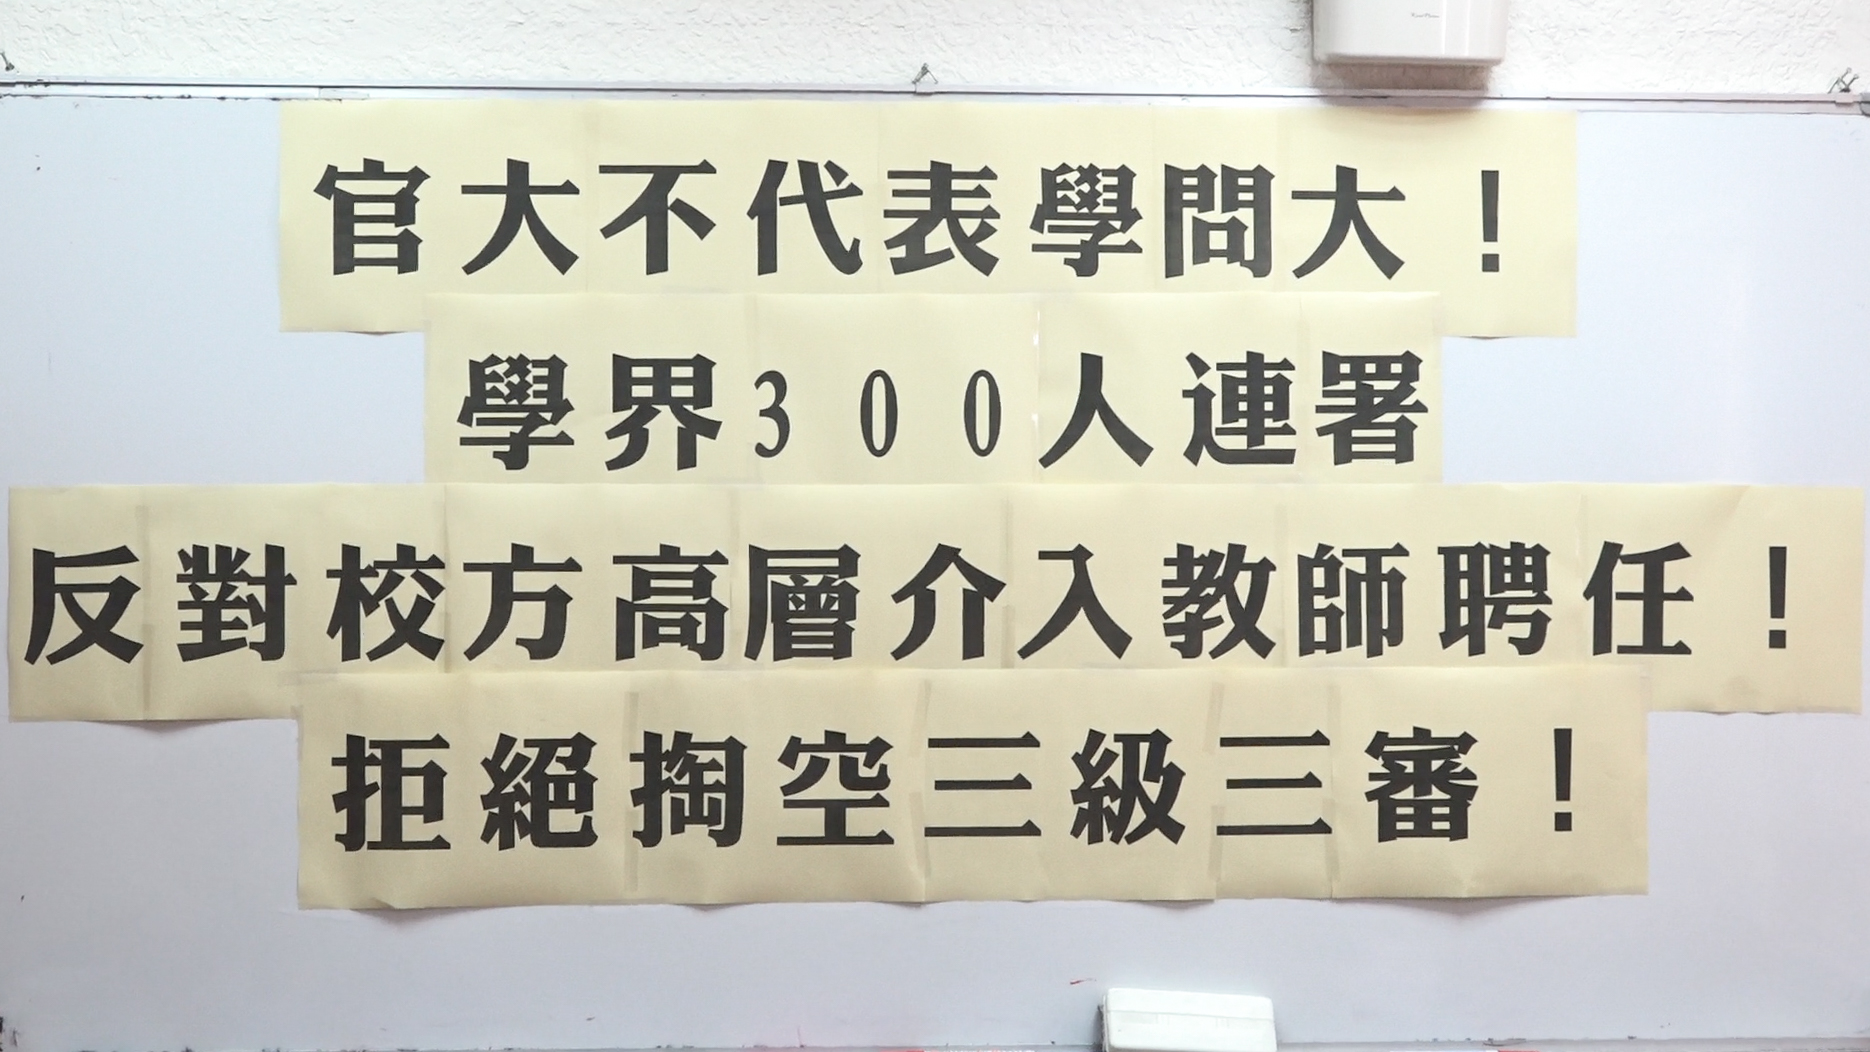 官大不代表學問大！
學界300人連署
反對校方高層介入教師聘任！
拒絕掏空三級三審！